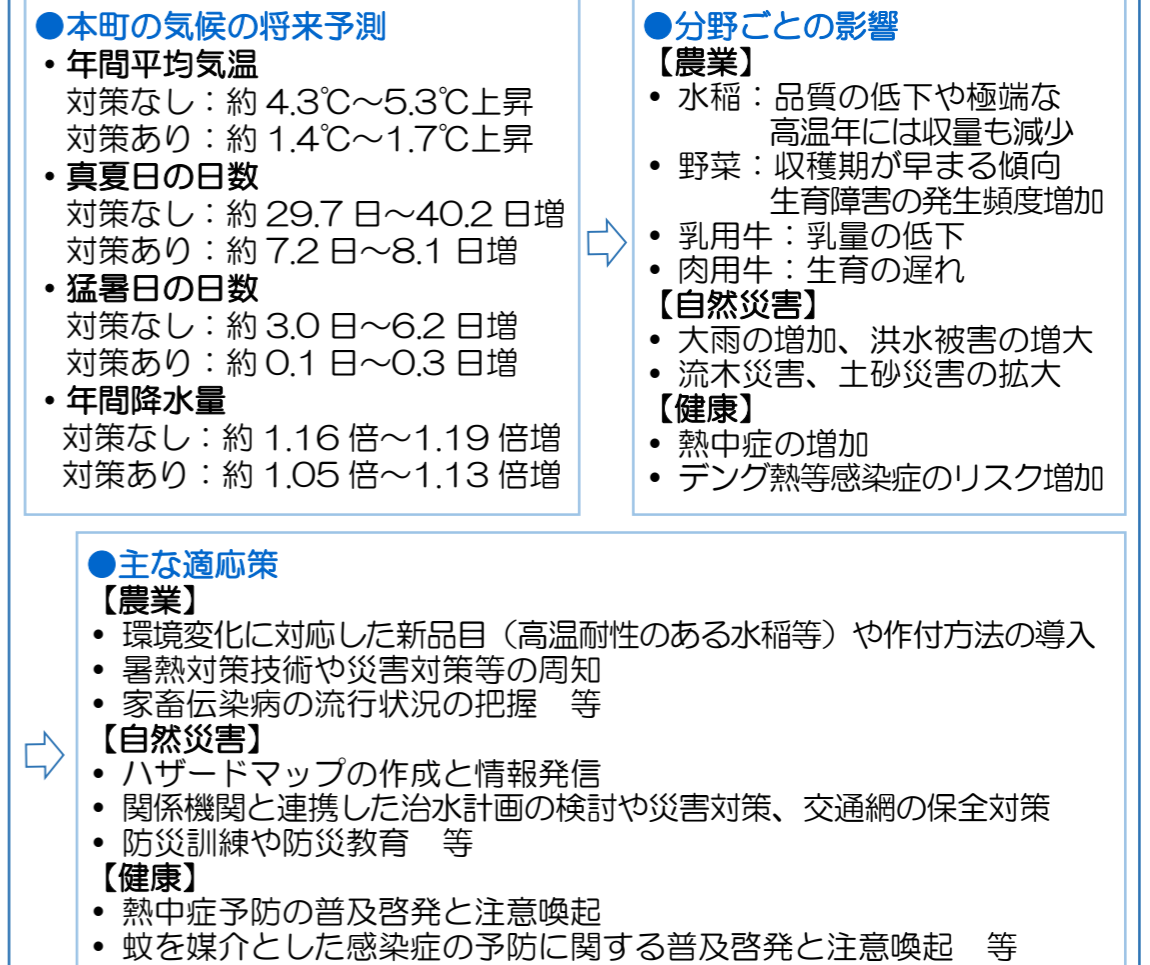 ●本町の気候の将来予測
・年間平均気温
対策なし：約 4.3℃～5.3℃上昇
対策あり：約 1.4℃～1.7℃上昇
・真夏日の日数
対策なし：約 29.7 日～40.2 日増
対策あり：約 7.2 日～8.1 日増
・猛暑日の日数
対策なし：約 3.0 日～6.2 日増
対策あり：約 0.1 日～0.3 日増
・年間降水量
対策なし：約 1.16 倍～1.19 倍増
対策あり：約 1.05 倍～1.13 倍増
●分野ごとの影響
【農業】
• 水稲：品質の低下や極端な
高温年には収量も減少
• 野菜：収穫期が早まる傾向
生育障害の発生頻度増加
• 乳用牛：乳量の低下
• 肉用牛：生育の遅れ
【自然災害】
• 大雨の増加、洪水被害の増大
• 流木災害、土砂災害の拡大
【健康】
• 熱中症の増加
• デング熱等感染症のリスク増加
●主な適応策
【農業】
• 環境変化に対応した新品目（高温耐性のある水稲等）や作付方法の導入
• 暑熱対策技術や災害対策等の周知
• 家畜伝染病の流行状況の把握　等
【自然災害】
• ハザードマップの作成と情報発信
• 関係機関と連携した治水計画の検討や災害対策、交通網の保全対策
• 防災訓練や防災教育　等
【健康】
• 熱中症予防の普及啓発と注意喚起
• 蚊を媒介とした感染症の予防に関する普及啓発と注意喚起　等